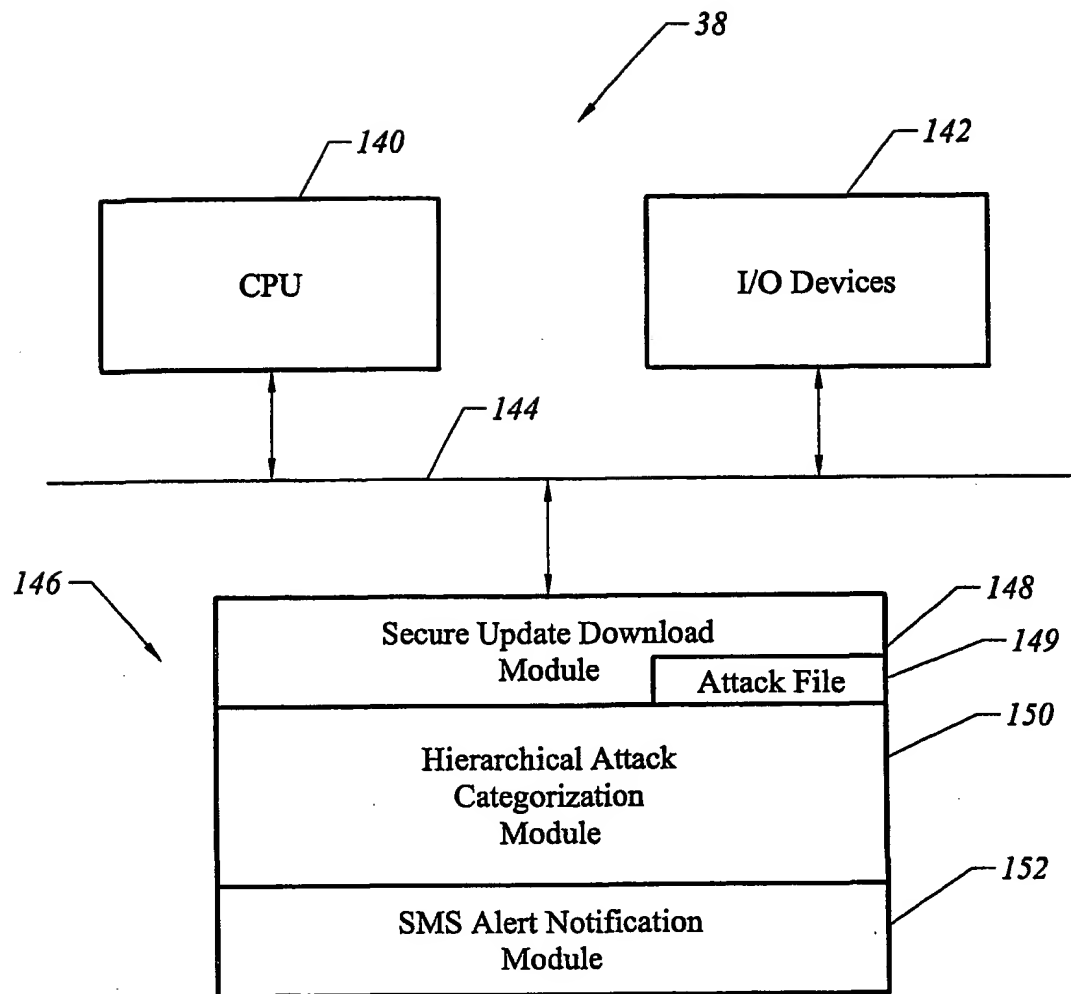 38
140
142
CPU
I/O Devices
144
146
Secure Update Download
Module
148
Attack File
149
Hierarchical Attack
Categorization
Module
150
SMS Alert Notification
Module
152